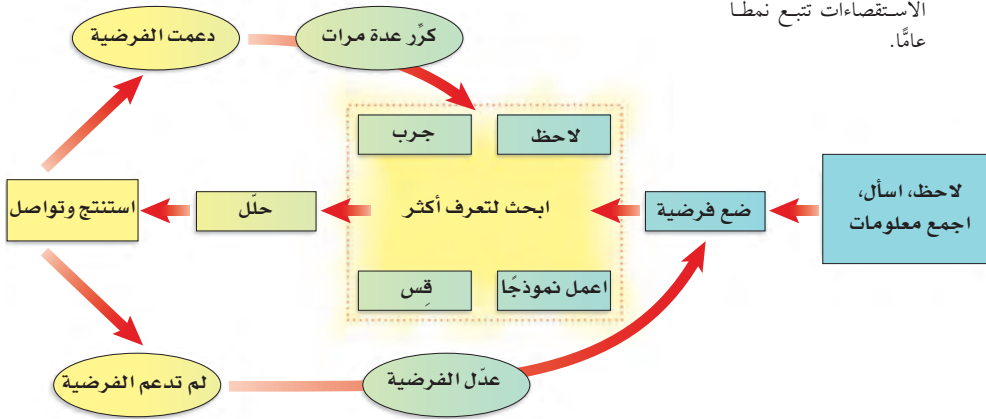 الاستقصاءات تتبع نمطًا
عامًّا.
دعمت الفرضية
كرّر عدة مرات
لاحظ
جرب
لاحظ، اسأل،
اجمع معلومات
ضع فرضية
ابحث لتعرف أكثر
حلّل
استنتج وتواصل
اعمل نموذجًا
قِس
عدّل الفرضية
لم تدعم الفرضية